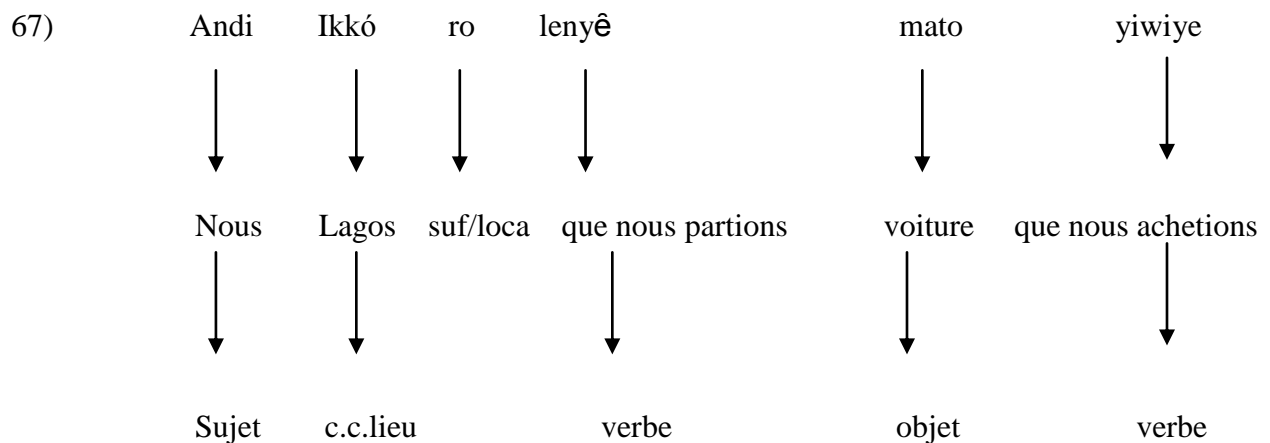 67) Andi Ikkó ro lenyê mato yiwiye
Nous Lagos suf/loca que nous partions voiture que nous achetions
Sujet c.c.lieu verbe objet verbe